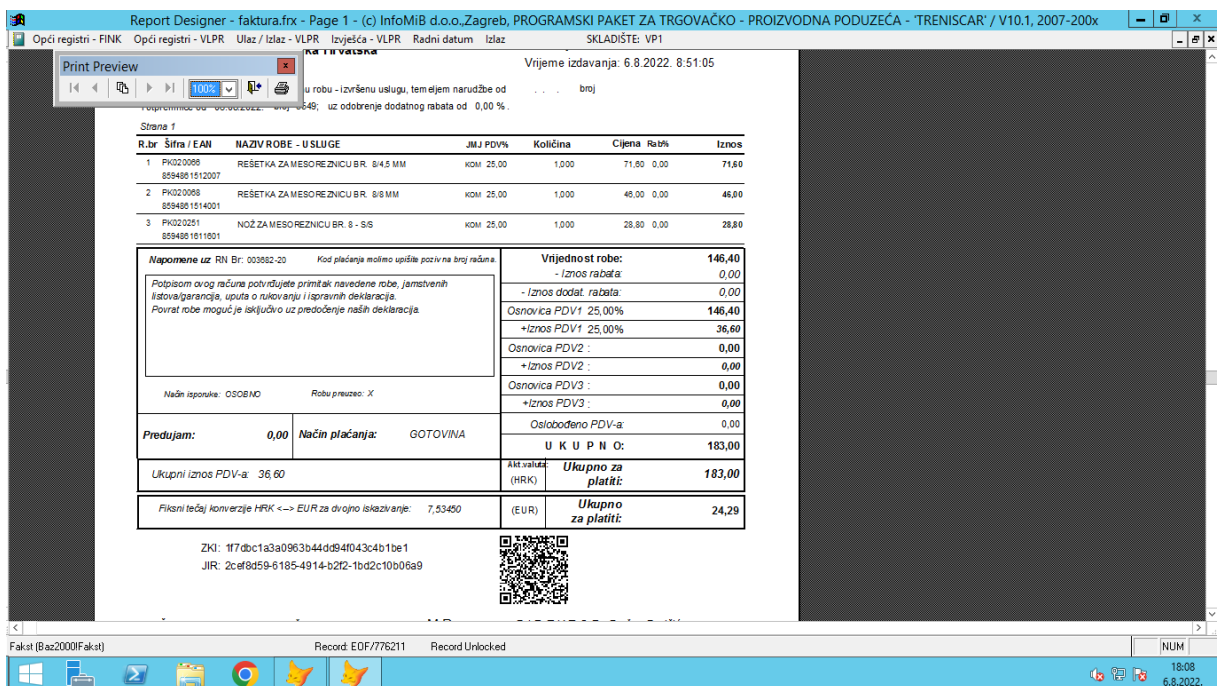 Report Designer - faktura.frx - Page 1 - (c) InfoMiB d.o.o.,Zagreb, PROGRAMSKI PAKET ZA TRGOVAČKO - PROIZVODNA PODUZEĆA - 'TRENISCAR' / V10.1, 2007-200x
Opći registri - FINK Opći registri - VLPR Ulaz / Izlaz - VLPR Izvješća - VLPR Radni datum Izlaz SKLADIŠTE: VP1
Print Preview
100%
Vrijeme izdavanja: 6.8.2022. 8:51:05
robu - izvršenu uslugu, temeljem narudžbe od . . . broj
uz odobrenje dodatnog rabata od 0,00 % .
Strana 1
R.br Šifra / EAN NAZIV ROBE - USLUGE JMJ PDV% Količina Cijena Rab% Iznos
1 PK020066 REŠETKA ZA MESOREZNICU BR. 8/4,5 MM KOM 25,00 1,000 71,60 0,00 71,60
8594861512007
2 PK020068 REŠETKA ZA MESOREZNICU BR. 8/8 MM KOM 25,00 1,000 46,00 0,00 46,00
8594861514001
3 PK020251 NOŽ ZA MESOREZNICU BR. 8 - S/S KOM 25,00 1,000 28,80 0,00 28,80
8594861611601
Napomene uz RN Br: 003682-20 Kod plaćanja molimo upišite poziv na broj računa.
Potpisom ovog računa potvrđujete primitak navedene robe, jamstvenih
listova/garancija, uputa o rukovanju i ispravnih deklaracija.
Povrat robe moguć je isključivo uz predočenje naših deklaracija.
Način isporuke: OSOBNO Robu preuzeo: X
Predujam: 0,00 Način plaćanja: GOTOVINA
Ukupni iznos PDV-a: 36,60
Fiksni tečaj konverzije HRK <--> EUR za dvojno iskazivanje: 7,53450
Vrijednost robe: 146,40
- Iznos rabata: 0,00
- Iznos dodat. rabata: 0,00
Osnovica PDV1 25,00% 146,40
+Iznos PDV1 25,00% 36,60
Osnovica PDV2 : 0,00
+Iznos PDV2 : 0,00
Osnovica PDV3 : 0,00
+Iznos PDV3 : 0,00
Oslobođeno PDV-a: 0,00
U K U P N O: 183,00
Akt.valuta: Ukupno za
(HRK) platiti: 183,00
Ukupno
(EUR) za platiti: 24,29
ZKI: 1f7dbc1a3a0963b44dd94f043c4b1be1
JIR: 2cef8d59-6185-4914-b2f2-1bd2c10b06a9
Fakst (Baz2000!Fakst) Record: EOF/776211 Record Unlocked NUM
18:08
6.8.2022.